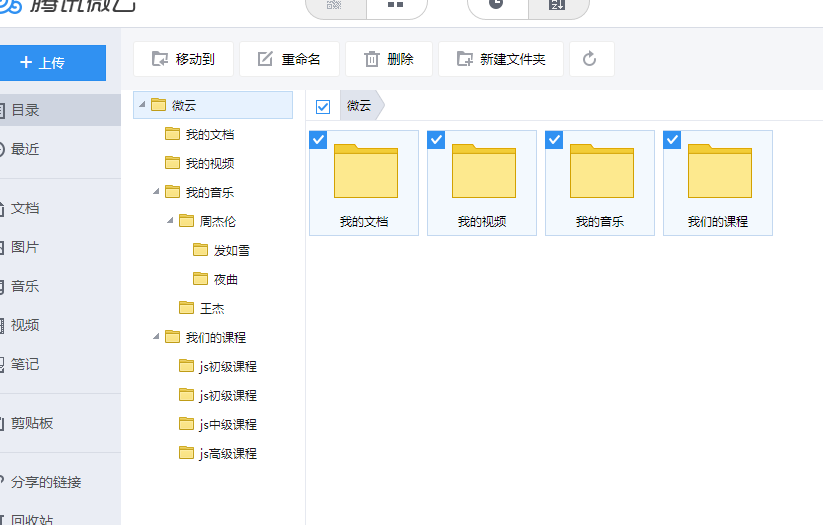 腾讯微云
上传
移动到
重命名
删除
新建文件夹
目录
最近
文档
图片
音乐
视频
笔记
剪贴板
分享的链接
回收站
微云
我的文档
我的视频
我的音乐
周杰伦
发如雪
夜曲
王杰
我们的课程
js初级课程
js初级课程
js中级课程
js高级课程
微云
我的文档
我的视频
我的音乐
我们的课程